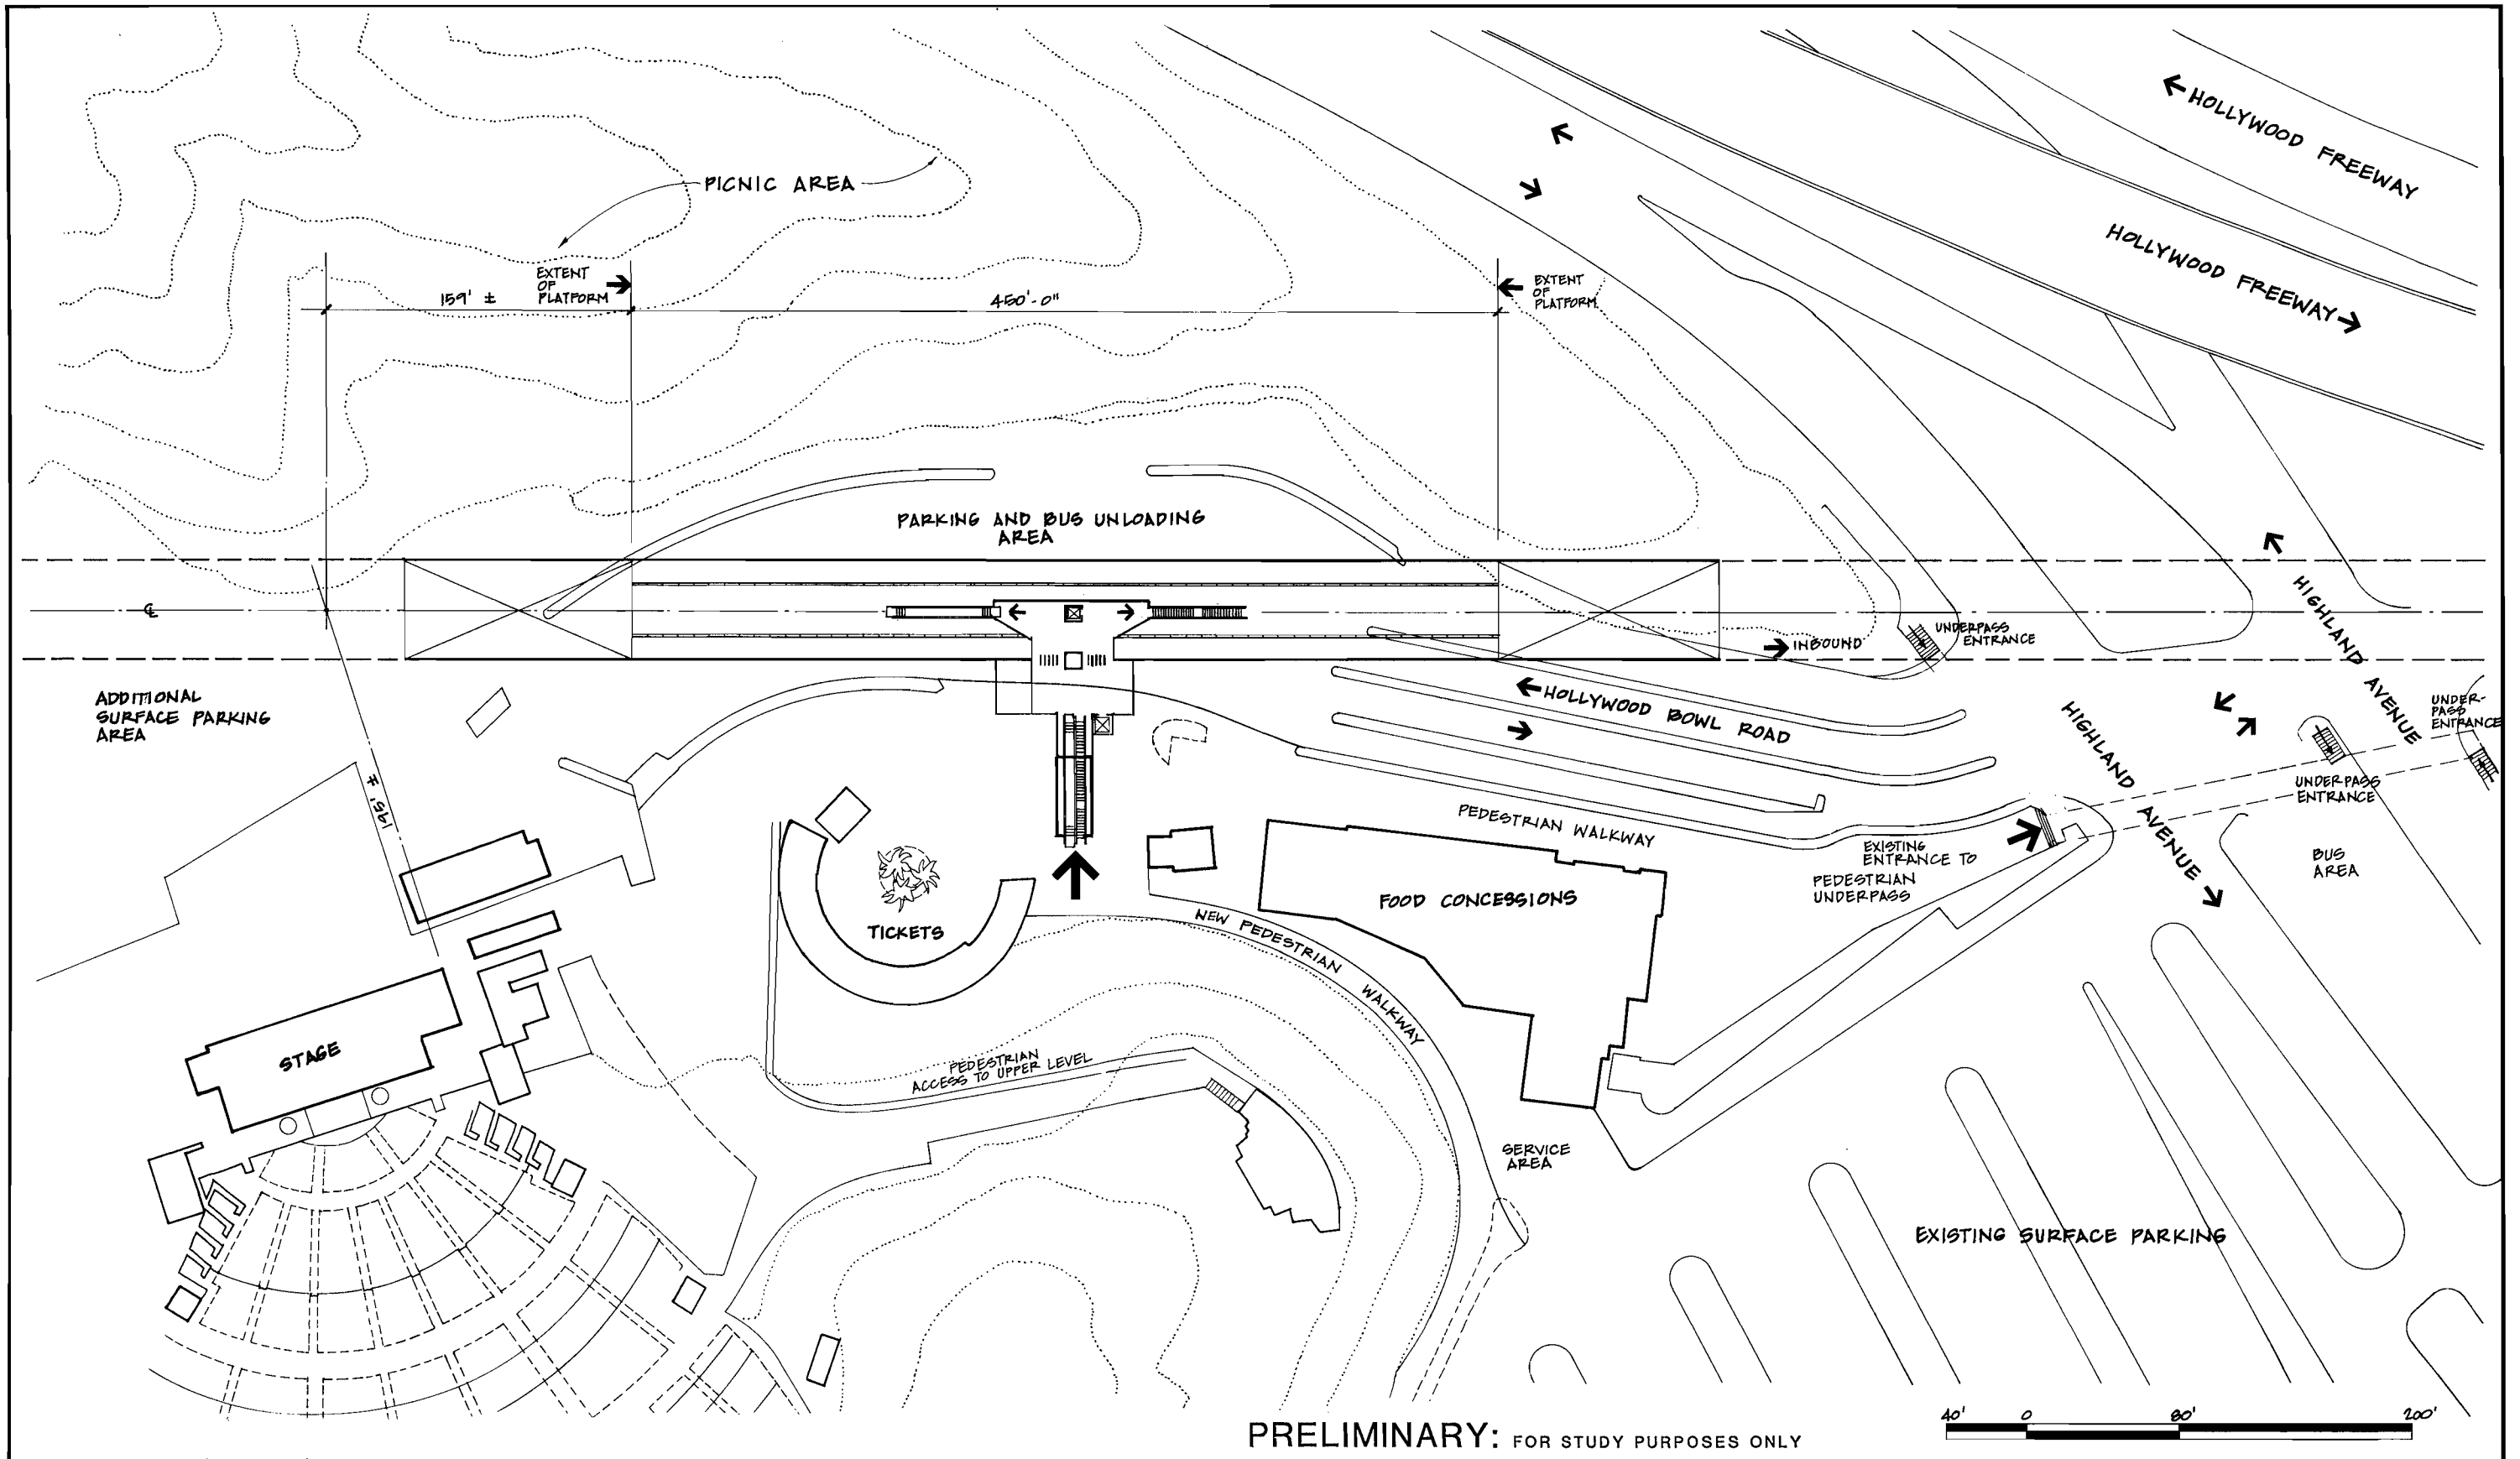 ← HOLLYWOOD FREEWAY
HOLLYWOOD FREEWAY →
PICNIC AREA
EXTENT
OF
PLATFORM
159' ±
450'-0"
EXTENT
OF
PLATFORM
PARKING AND BUS UNLOADING
AREA
℄
INBOUND
UNDERPASS
ENTRANCE
HIGHLAND AVENUE
ADDITIONAL
SURFACE PARKING
AREA
← HOLLYWOOD BOWL ROAD
UNDER-
PASS
ENTRANCE
HIGHLAND AVENUE
UNDERPASS
ENTRANCE
195' ±
PEDESTRIAN WALKWAY
EXISTING
ENTRANCE TO
PEDESTRIAN
UNDERPASS
BUS
AREA
FOOD CONCESSIONS
TICKETS
NEW PEDESTRIAN WALKWAY
STAGE
PEDESTRIAN
ACCESS TO UPPER LEVEL
SERVICE
AREA
EXISTING SURFACE PARKING
PRELIMINARY: FOR STUDY PURPOSES ONLY
40' 0 80' 200'